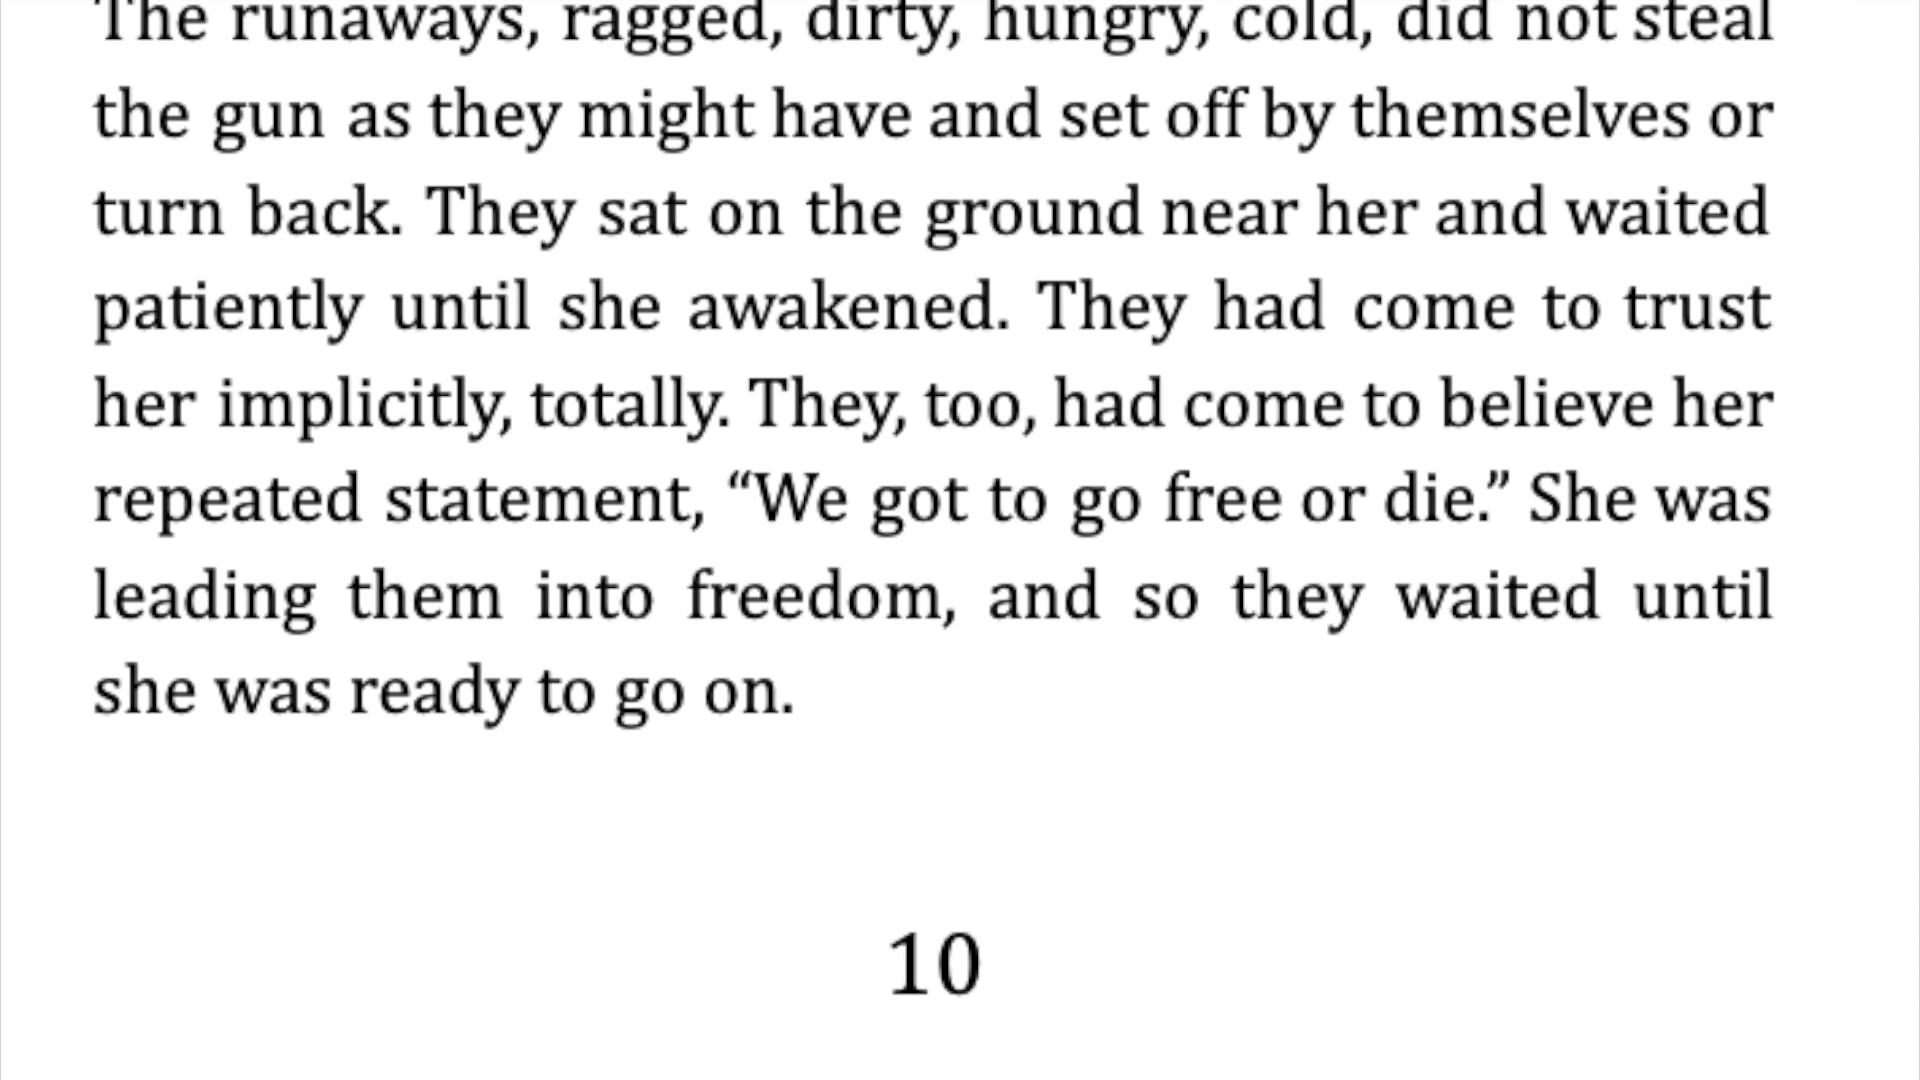 The runaways, ragged, dirty, hungry, cold, did not steal
the gun as they might have and set off by themselves or
turn back. They sat on the ground near her and waited
patiently until she awakened. They had come to trust
her implicitly, totally. They, too, had come to believe her
repeated statement, “We got to go free or die.” She was
leading them into freedom, and so they waited until
she was ready to go on.
10